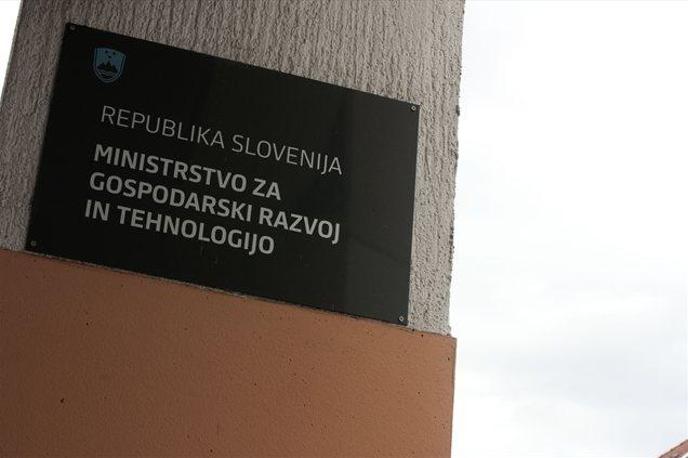 REPUBLIKA SLOVENIJA
MINISTRSTVO ZA
GOSPODARSKI RAZVOJ
IN TEHNOLOGIJO